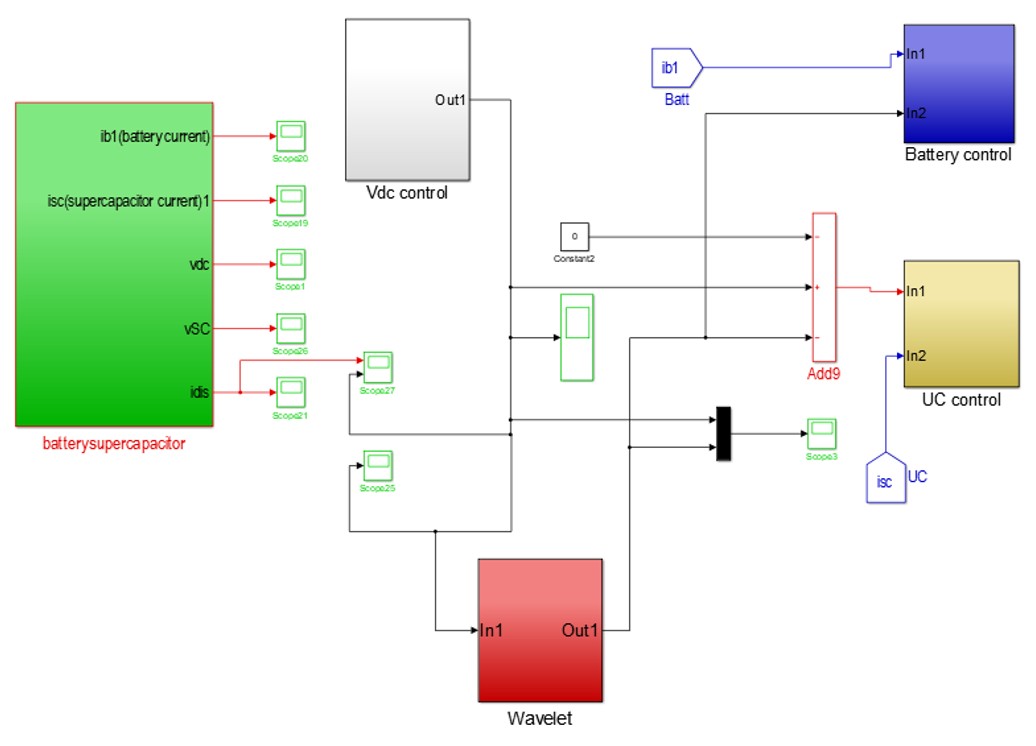 ib1(battery current)
isc(supercapacitor current)1
vdc
vSC
idis
batterysupercapacitor
Scope20
Scope19
Scope1
Scope26
Scope21
Out1
Vdc control
Scope27
Scope25
ib1
Batt
In1
In2
Battery control
0
Constant2
-
+
-
Add9
In1
In2
UC control
Scope3
isc
UC
In1
Out1
Wavelet